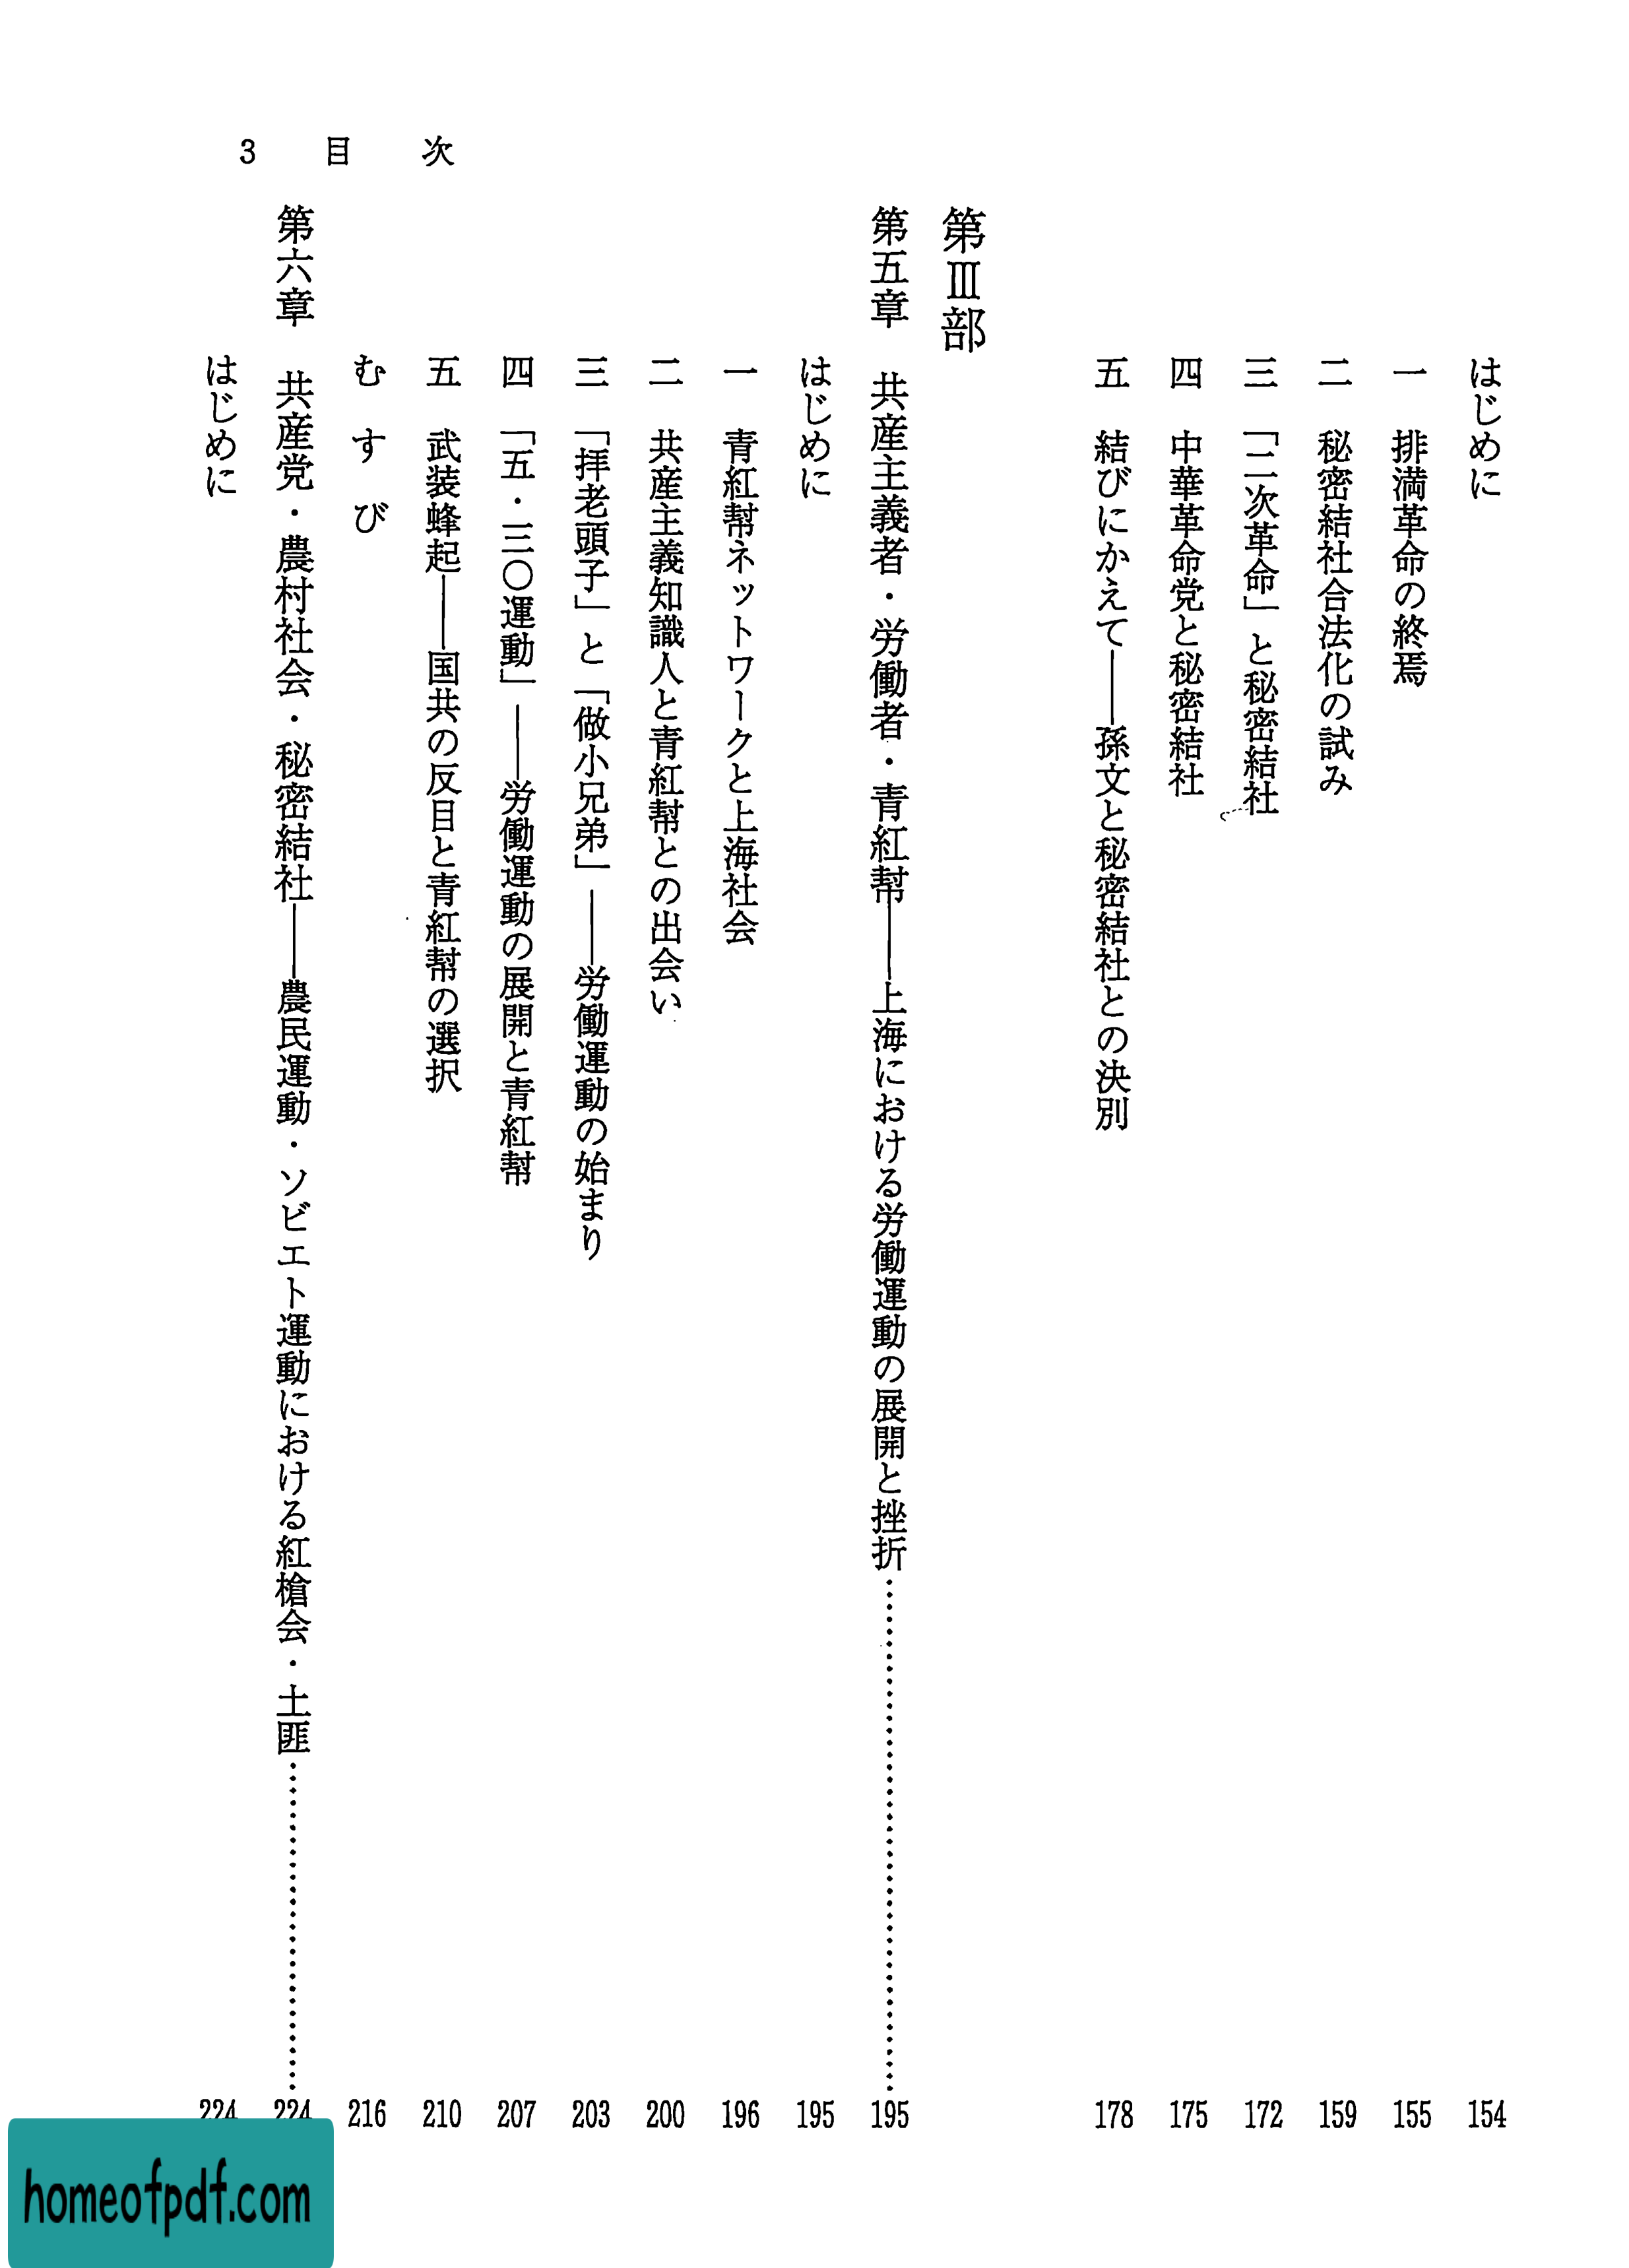 3 目 次
はじめに 154
一 排満革命の終焉 155
二 秘密結社合法化の試み 159
三 「二次革命」と秘密結社 172
四 中華革命党と秘密結社 175
五 結びにかえて――孫文と秘密結社との決別 178
第Ⅲ部
第五章 共産主義者・労働者・青紅幇――上海における労働運動の展開と挫折…………………………………… 195
はじめに 195
一 青紅幇ネットワークと上海社会 196
二 共産主義知識人と青紅幇との出会い 200
三 「拝老頭子」と「做小兄弟」――労働運動の始まり 203
四 「五・三〇運動」――労働運動の展開と青紅幇 207
五 武装蜂起――国共の反目と青紅幇の選択 210
むすび 216
第六章 共産党・農村社会・秘密結社――農民運動・ソビエト運動における紅槍会・土匪………………………… 224
はじめに 224
homeofpdf.com